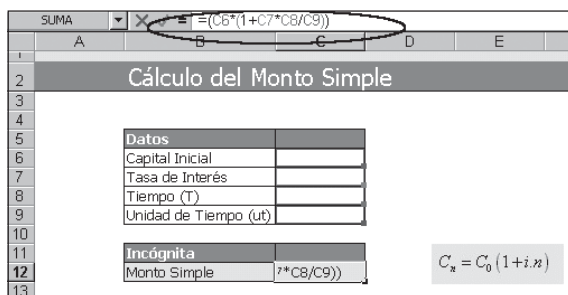 SUMA =(C6*(1+C7*C8/C9))
A B C D E
1
2 Cálculo del Monto Simple
3
4
5 Datos
6 Capital Inicial
7 Tasa de Interés
8 Tiempo (T)
9 Unidad de Tiempo (ut)
10
11 Incógnita
12 Monto Simple 7*C8/C9))
13
Cₙ = C₀ (1+i.n)